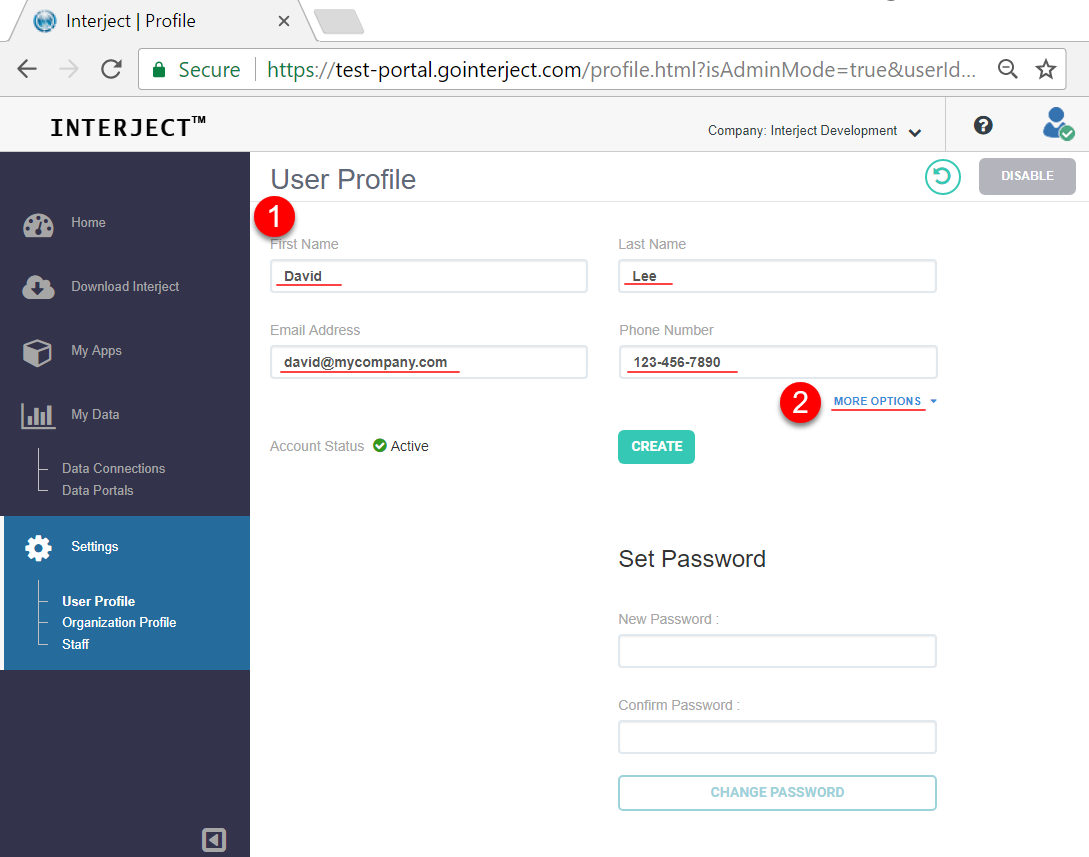 Interject | Profile
Secure https://test-portal.gointerject.com/profile.html?isAdminMode=true&userId...
INTERJECT™
Company: Interject Development
User Profile
DISABLE
1
Home
Download Interject
My Apps
My Data
Data Connections
Data Portals
Settings
User Profile
Organization Profile
Staff
First Name
Last Name
David
Lee
Email Address
Phone Number
david@mycompany.com
123-456-7890
2
MORE OPTIONS
Account Status Active
CREATE
Set Password
New Password :
Confirm Password :
CHANGE PASSWORD